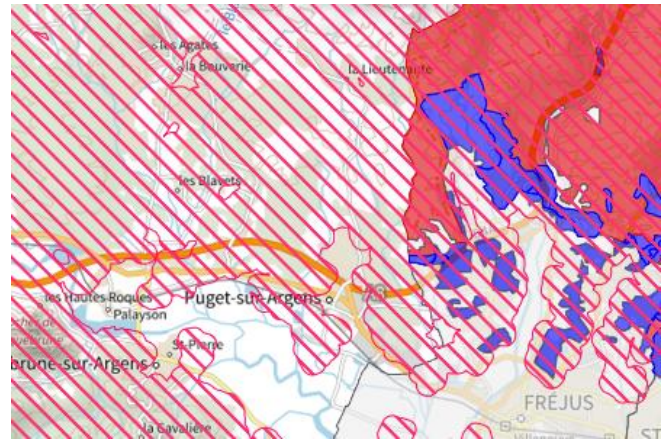 les Agates
la Bouverie
la Lieutenante
les Blavets
les Hautes-Roques
Palayson
Puget-sur-Argens
St-Pierre
brune-sur-Argens
la Cavalière
FRÉJUS
ST